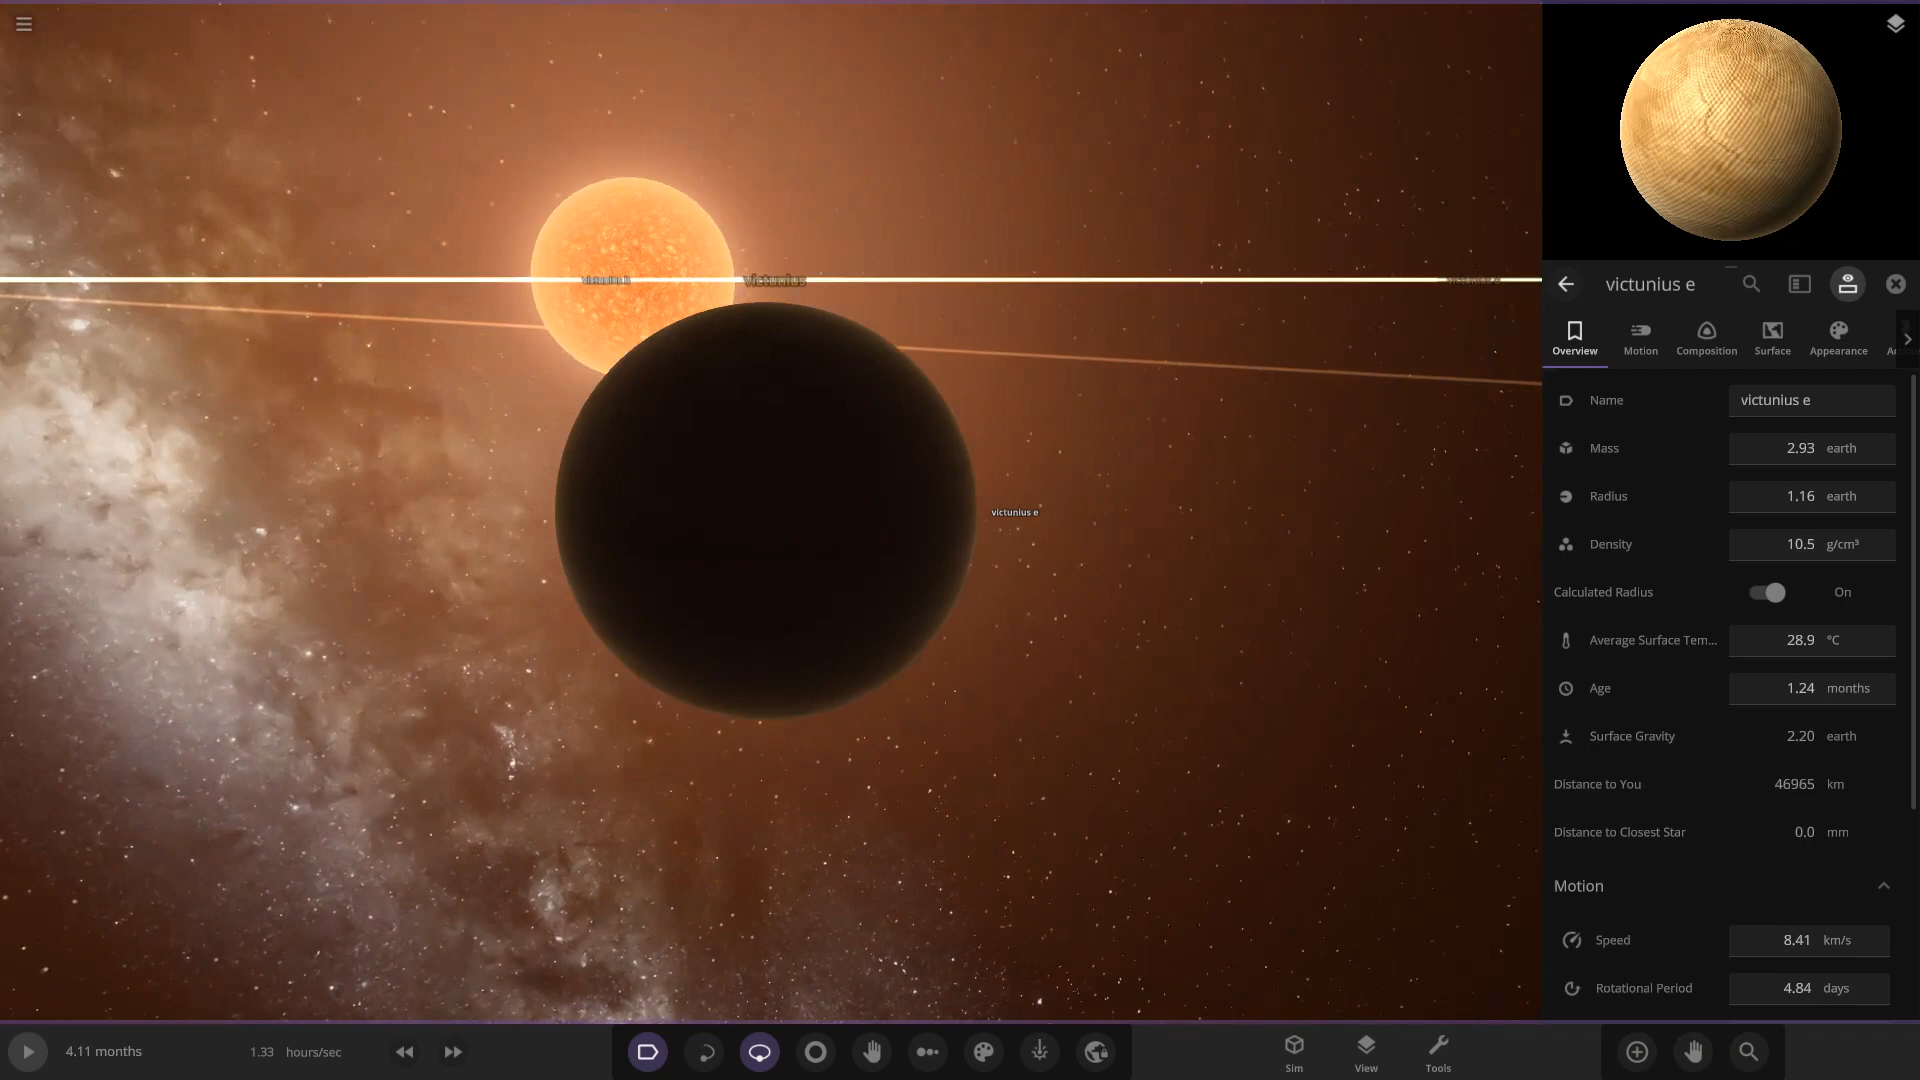 victunius b
victunius
victunius e
victunius e
Overview
Motion
Composition
Surface
Appearance
Name
victunius e
Mass
2.93 earth
Radius
1.16 earth
Density
10.5 g/cm³
Calculated Radius
On
Average Surface Tem...
28.9 °C
Age
1.24 months
Surface Gravity
2.20 earth
Distance to You
46965 km
Distance to Closest Star
0.0 mm
Motion
Speed
8.41 km/s
Rotational Period
4.84 days
4.11 months
1.33 hours/sec
Sim
View
Tools